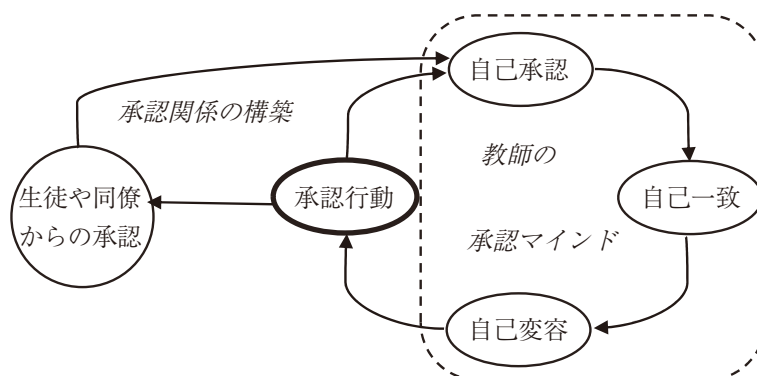 自己承認
承認関係の構築
教師の
生徒や同僚
からの承認
承認行動
自己一致
承認マインド
自己変容